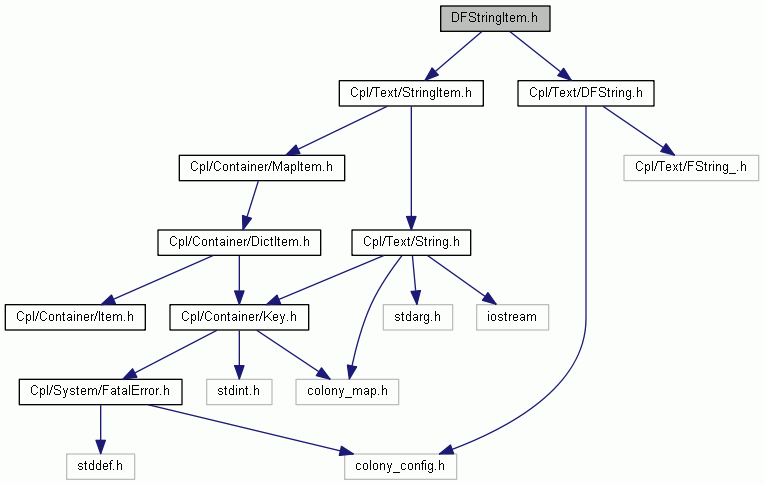 DFStringItem.h
Cpl/Text/StringItem.h
Cpl/Text/DFString.h
Cpl/Container/MapItem.h
Cpl/Text/FString_.h
Cpl/Container/DictItem.h
Cpl/Text/String.h
Cpl/Container/Item.h
Cpl/Container/Key.h
stdarg.h
iostream
Cpl/System/FatalError.h
stdint.h
colony_map.h
stddef.h
colony_config.h